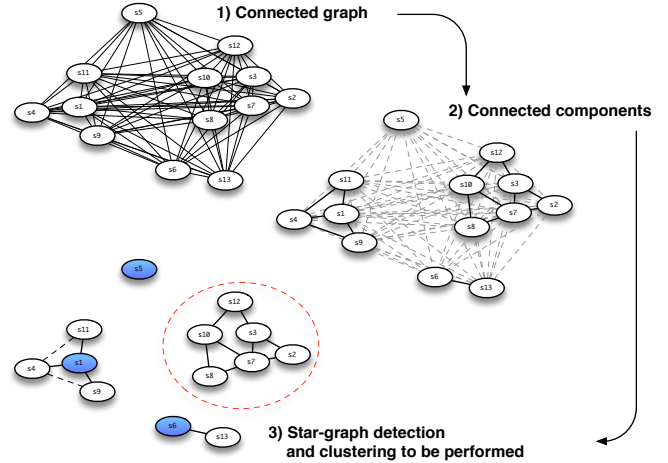 1) Connected graph
s5
s12
s11
s10
s3
s4
s1
s7
s2
s8
s9
s6
s13
2) Connected components
s5
s12
s11
s10
s3
s4
s1
s7
s2
s8
s9
s6
s13
s5
s12
s11
s10
s3
s4
s1
s7
s2
s8
s9
s6
s13
3) Star-graph detection
and clustering to be performed